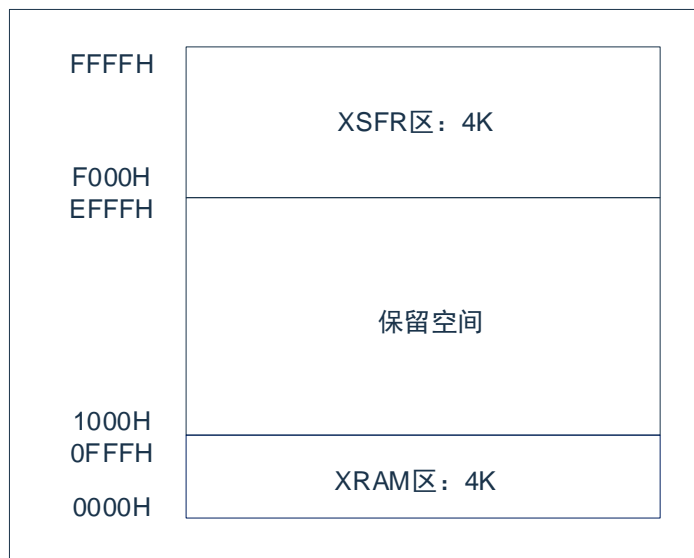 FFFFH
XSFR区：4K
F000H
EFFFH
保留空间
1000H
0FFFH
XRAM区：4K
0000H